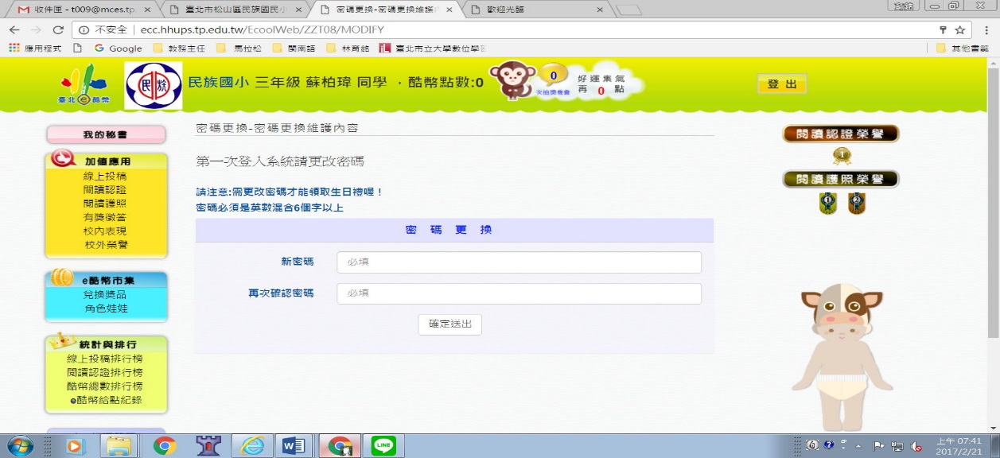 收件匣 - t009@mces.tp
臺北市松山區民族國民小
密碼更換-密碼更換維護內
歡迎光臨
不安全 | ecc.hhups.tp.edu.tw/EcoolWeb/ZZT08/MODIFY
應用程式 Google 教務主任 馬拉松 閩南語 林育銘 臺北市立大學數位學習 其他書籤
臺北e酷幣
民族
民族國小 三年級 蘇柏瑋 同學 ‧ 酷幣點數:0
0
次抽獎機會
好運集氣
再 0 點
登出
我的秘書
加值應用
線上投稿
閱讀認證
閱讀護照
有獎徵答
校內表現
校外榮譽
e酷幣市集
兌換獎品
角色娃娃
統計與排行
線上投稿排行榜
閱讀認證排行榜
酷幣總數排行榜
e酷幣給點紀錄
密碼更換-密碼更換維護內容
第一次登入系統請更改密碼
請注意:需更改密碼才能領取生日禮喔！
密碼必須是英數混合6個字以上
密 碼 更 換
新密碼 必填
再次確認密碼 必填
確定送出
閱讀認證榮譽
1
閱讀護照榮譽
1 2
W
LINE
上午 07:41
2017/2/21